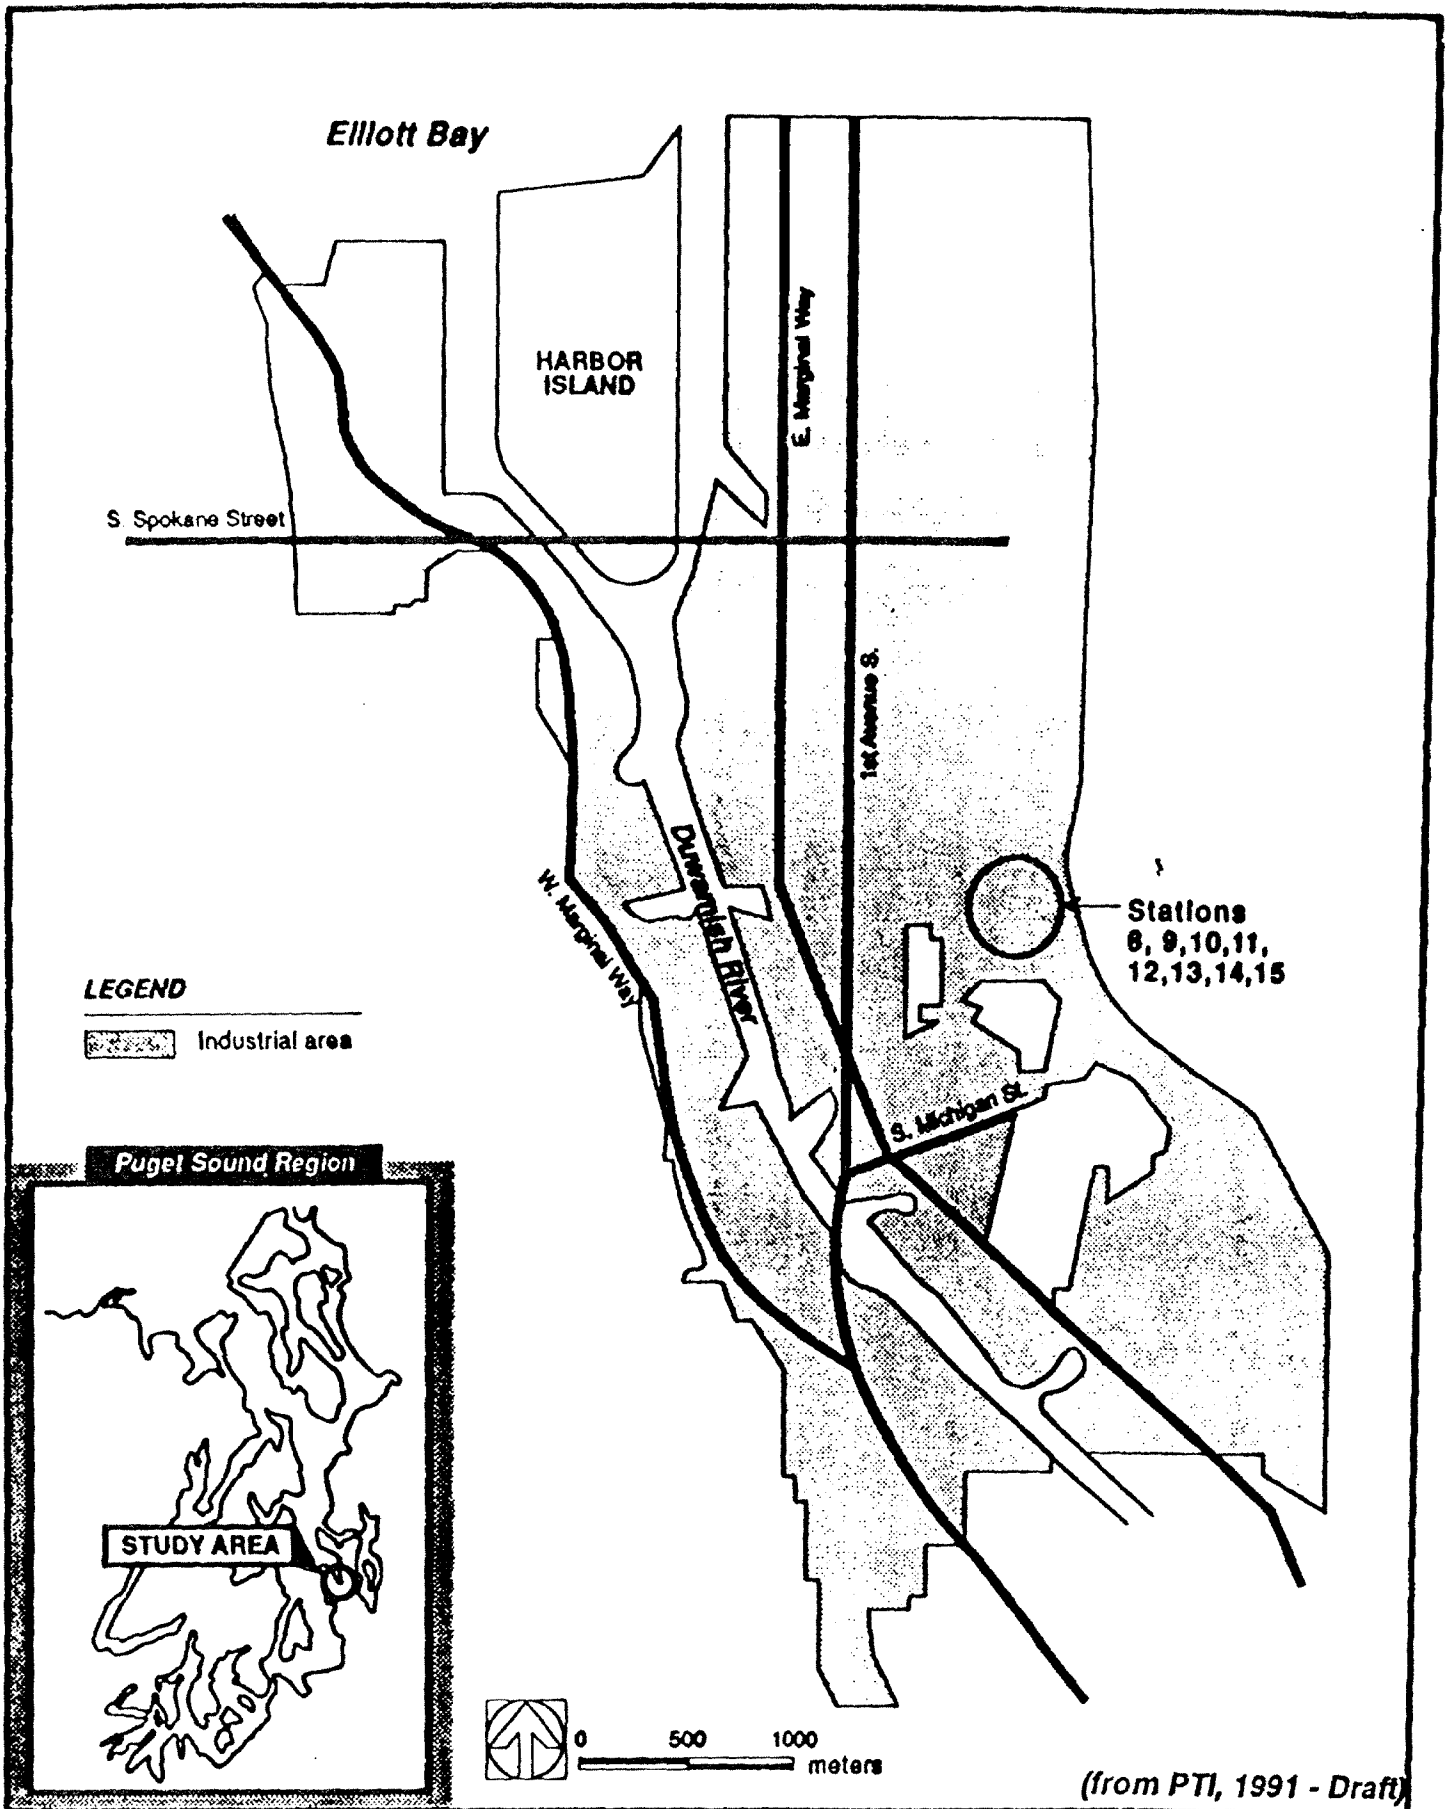 Elliott Bay
HARBOR
ISLAND
E. Marginal Way
S. Spokane Street
1st Avenue S.
Duwamish River
W. Marginal Way
Stations
8, 9,10,11,
12,13,14,15
LEGEND
Industrial area
S. Michigan St.
Puget Sound Region
STUDY AREA
0 500 1000
meters
(from PTI, 1991 - Draft)